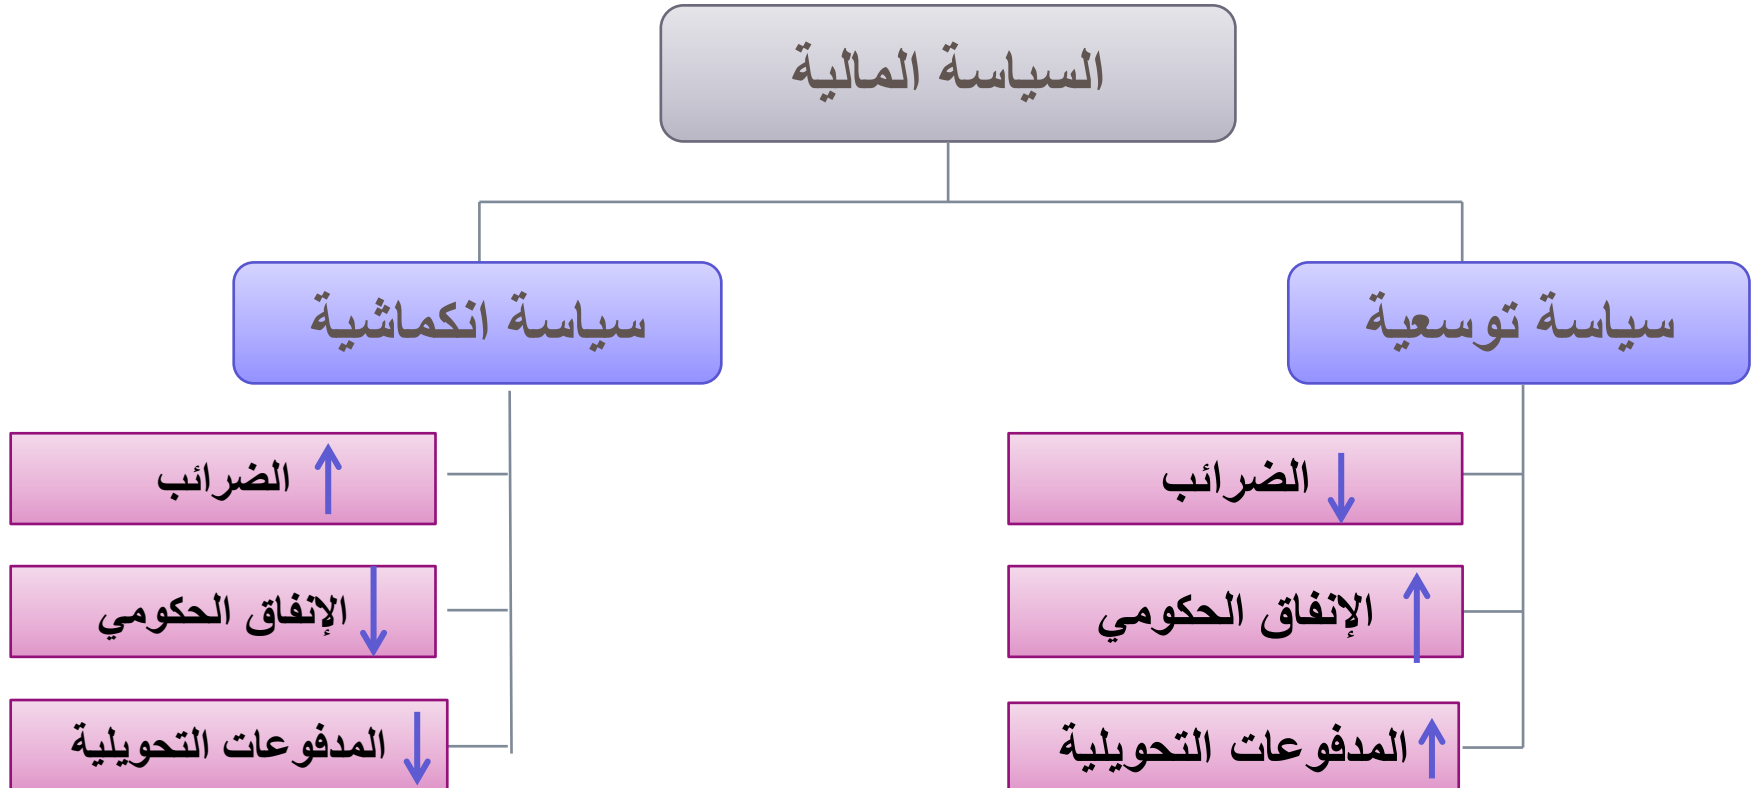 السياسة المالية
سياسة توسعية
سياسة انكماشية
الضرائب
الضرائب
الإنفاق الحكومي
الإنفاق الحكومي
المدفوعات التحويلية
المدفوعات التحويلية